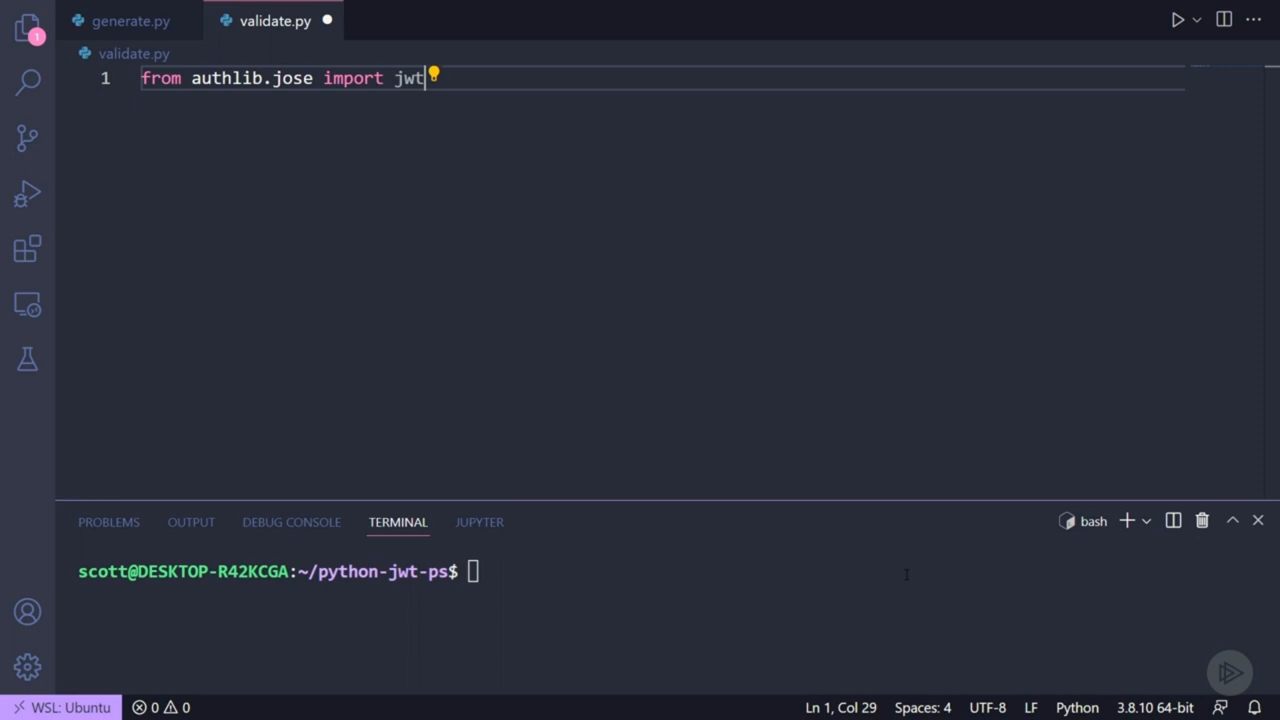 1
generate.py
validate.py
validate.py
1 from authlib.jose import jwt
PROBLEMS OUTPUT DEBUG CONSOLE TERMINAL JUPYTER bash
scott@DESKTOP-R42KCGA:~/python-jwt-ps$
WSL: Ubuntu 0 0 Ln 1, Col 29 Spaces: 4 UTF-8 LF Python 3.8.10 64-bit